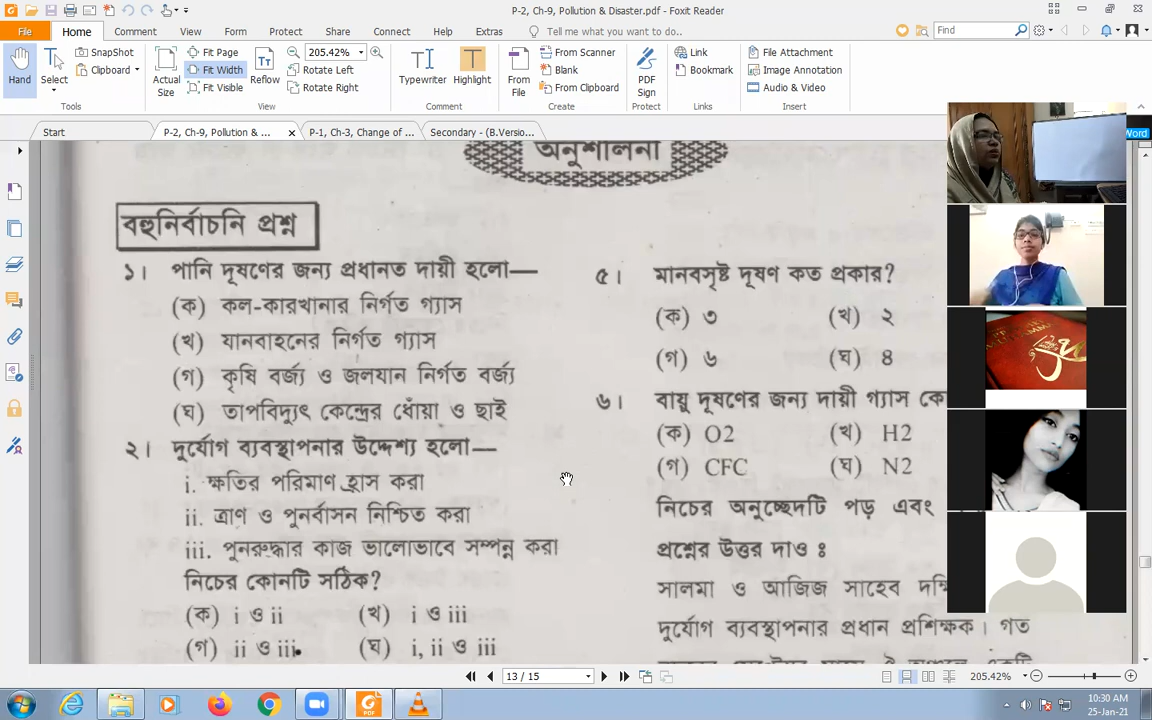 P-2, Ch-9, Pollution & Disaster.pdf - Foxit Reader
File Home Comment View Form Protect Share Connect Help Extras Tell me what you want to do.. Find
Hand
Select
SnapShot
Clipboard
Actual Size
Fit Page
Fit Width
Fit Visible
Reflow
205.42%
Rotate Left
Rotate Right
Typewriter
Highlight
From File
From Scanner
Blank
From Clipboard
PDF Sign
Link
Bookmark
File Attachment
Image Annotation
Audio & Video
Tools View Comment Create Protect Links Insert
Start P-2, Ch-9, Pollution & ... P-1, Ch-3, Change of ... Secondary - (B.Versio...
Word
অনুশীলনী
বহুনির্বাচনি প্রশ্ন
১। পানি দূষণের জন্য প্রধানত দায়ী হলো—
(ক) কল-কারখানার নির্গত গ্যাস
(খ) যানবাহনের নির্গত গ্যাস
(গ) কৃষি বর্জ্য ও জলযান নির্গত বর্জ্য
(ঘ) তাপবিদ্যুৎ কেন্দ্রের ধোঁয়া ও ছাই
২। দুর্যোগ ব্যবস্থাপনার উদ্দেশ্য হলো—
i. ক্ষতির পরিমাণ হ্রাস করা
ii. ত্রাণ ও পুনর্বাসন নিশ্চিত করা
iii. পুনরুদ্ধার কাজ ভালোভাবে সম্পন্ন করা
নিচের কোনটি সঠিক?
(ক) i ও ii (খ) i ও iii
(গ) ii ও iii (ঘ) i, ii ও iii
৫। মানবসৃষ্ট দূষণ কত প্রকার?
(ক) ৩ (খ) ২
(গ) ৬ (ঘ) ৪
৬। বায়ু দূষণের জন্য দায়ী গ্যাস
(ক) O2 (খ) H2
(গ) CFC (ঘ) N2
নিচের অনুচ্ছেদটি পড় এবং
প্রশ্নের উত্তর দাও :
সালমা ও আজিজ সাহেব
দুর্যোগ ব্যবস্থাপনার প্রধান প্রশিক্ষক। গত
13 / 15
205.42%
10:30 AM
25-Jan-21